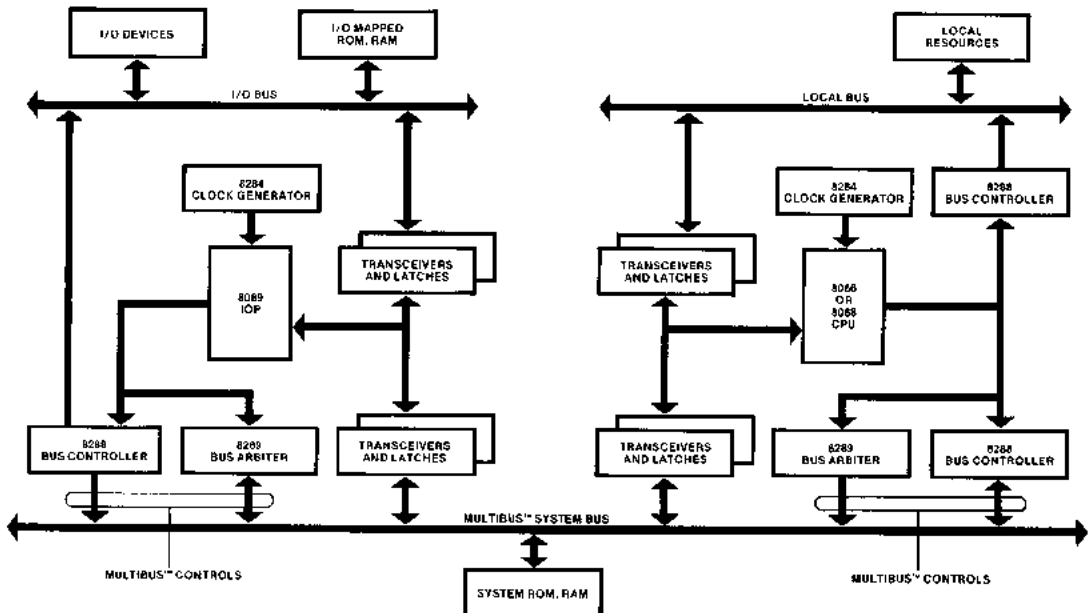 I/O DEVICES
I/O MAPPED
ROM, RAM
LOCAL
RESOURCES
I/O BUS
LOCAL BUS
8284
CLOCK GENERATOR
8284
CLOCK GENERATOR
8288
BUS CONTROLLER
TRANSCEIVERS
AND LATCHES
TRANSCEIVERS
AND LATCHES
8089
IOP
8086
OR
8088
CPU
8288
BUS CONTROLLER
8289
BUS ARBITER
TRANSCEIVERS
AND LATCHES
TRANSCEIVERS
AND LATCHES
8289
BUS ARBITER
8288
BUS CONTROLLER
MULTIBUS™ SYSTEM BUS
MULTIBUS™ CONTROLS
SYSTEM ROM, RAM
MULTIBUS™ CONTROLS